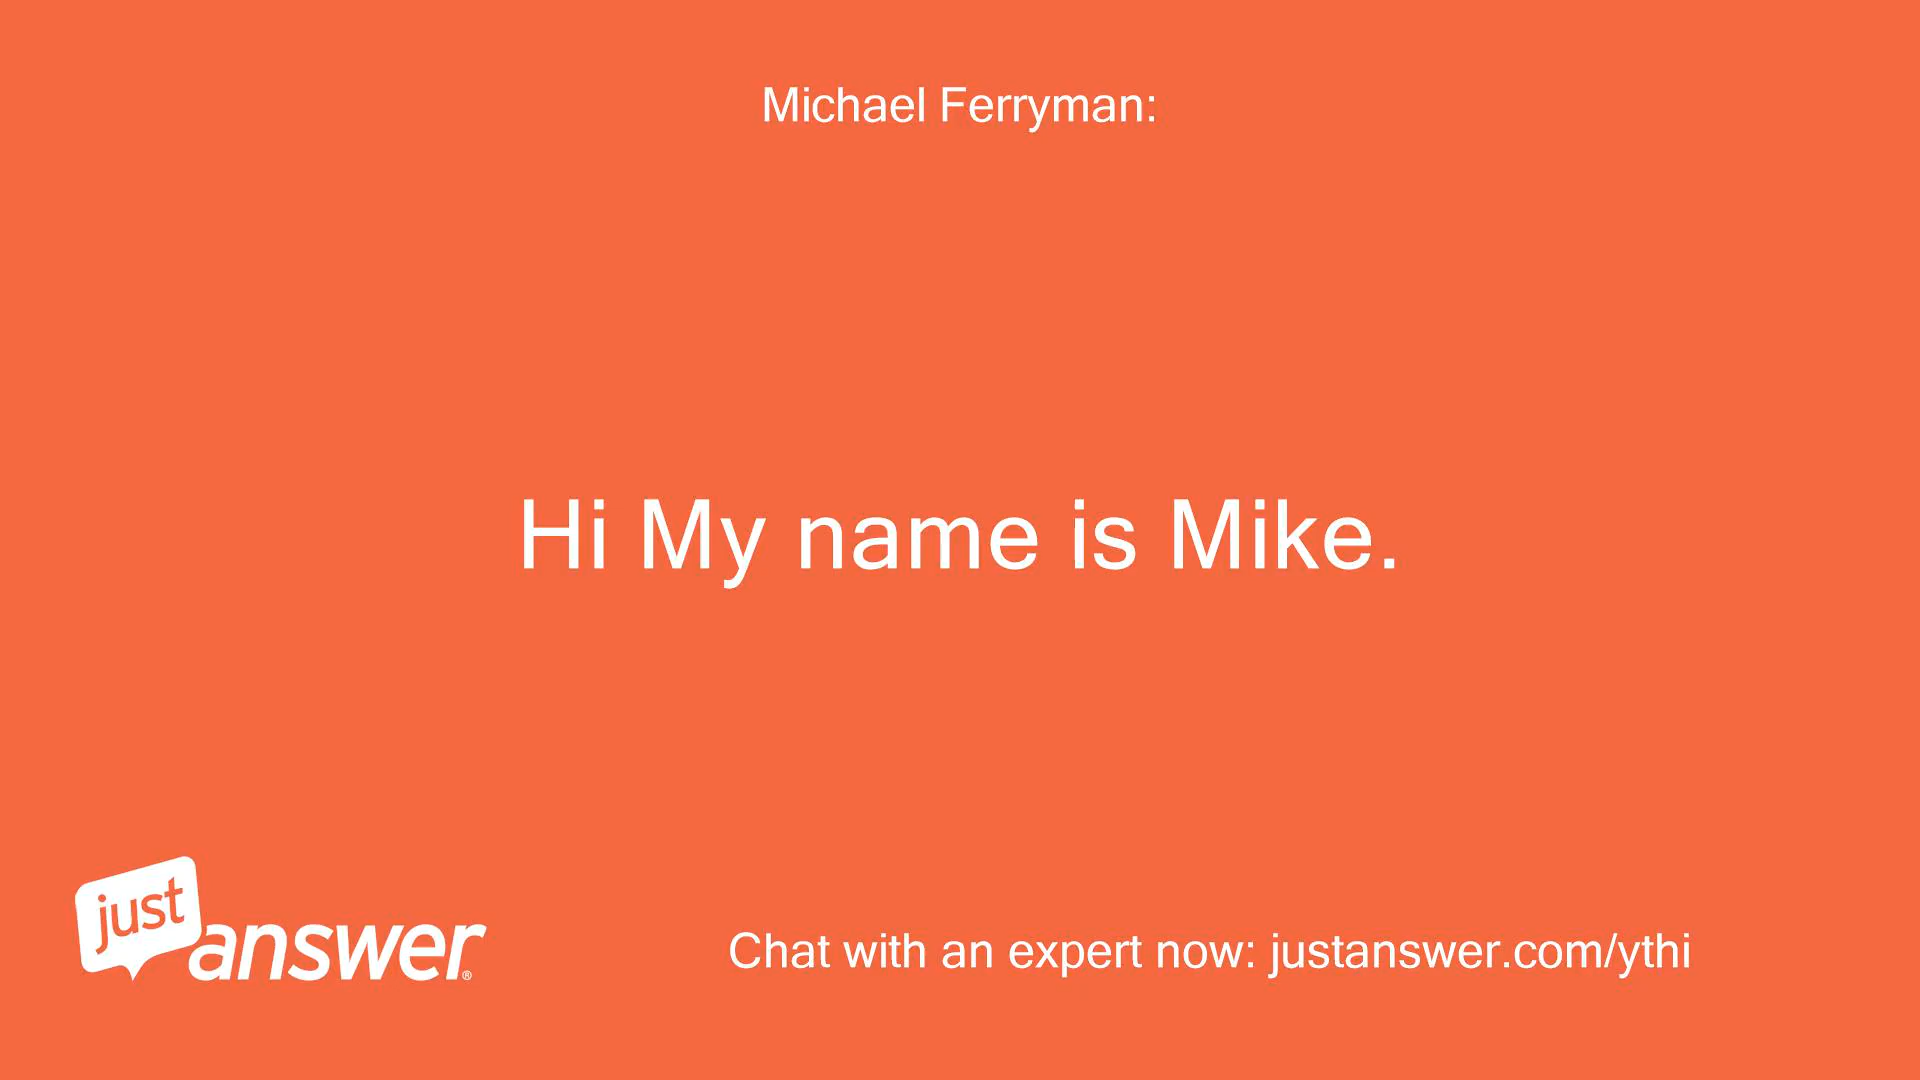 Michael Ferryman:
Hi My name is Mike.
just
answer®
Chat with an expert now: justanswer.com/ythi